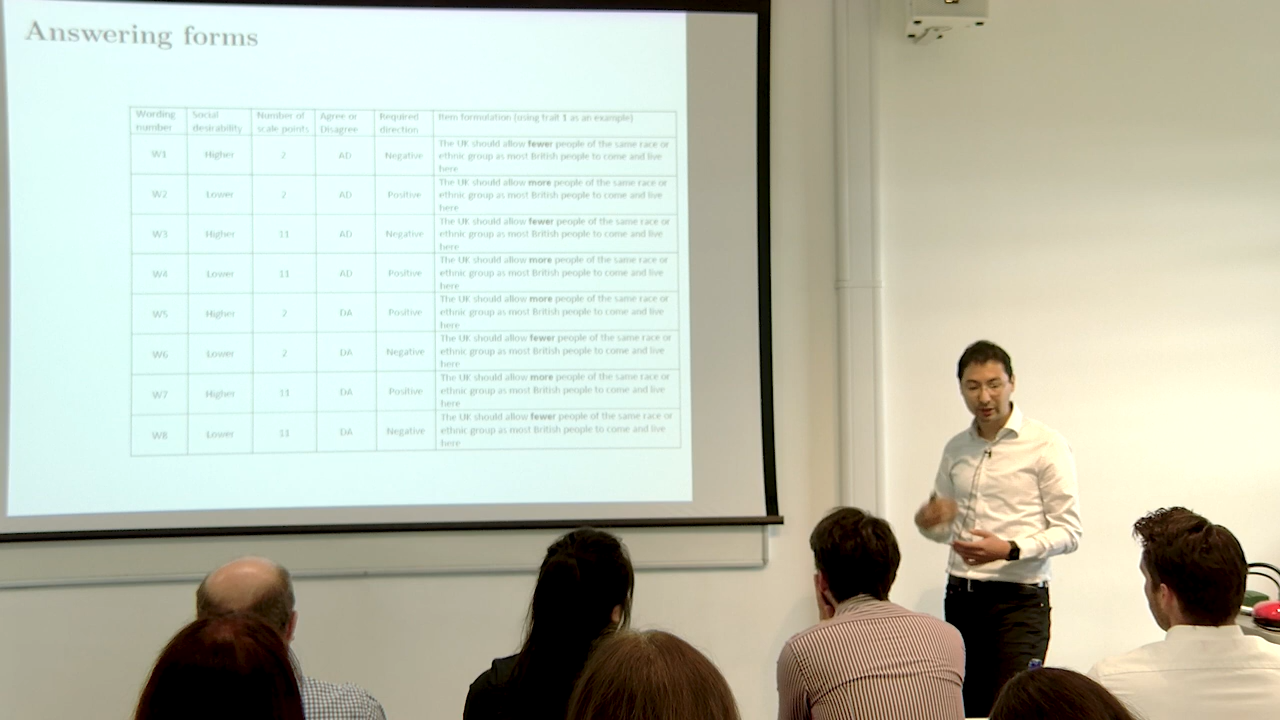 Answering forms
Wording Social Number of Agree or Required Item formulation (using trait 1 as an example)
number desirability scale points Disagree direction
The UK should allow fewer people of the same race or
W1 Higher 2 AD Negative ethnic group as most British people to come and live
here
The UK should allow more people of the same race or
W2 Lower 2 AD Positive ethnic group as most British people to come and live
here
The UK should allow fewer people of the same race or
W3 Higher 11 AD Negative ethnic group as most British people to come and live
here
The UK should allow more people of the same race or
W4 Lower 11 AD Positive ethnic group as most British people to come and live
here
The UK should allow more people of the same race or
W5 Higher 2 DA Positive ethnic group as most British people to come and live
here
The UK should allow fewer people of the same race or
W6 Lower 2 DA Negative ethnic group as most British people to come and live
here
The UK should allow more people of the same race or
W7 Higher 11 DA Positive ethnic group as most British people to come and live
here
The UK should allow fewer people of the same race or
W8 Lower 11 DA Negative ethnic group as most British people to come and live
here